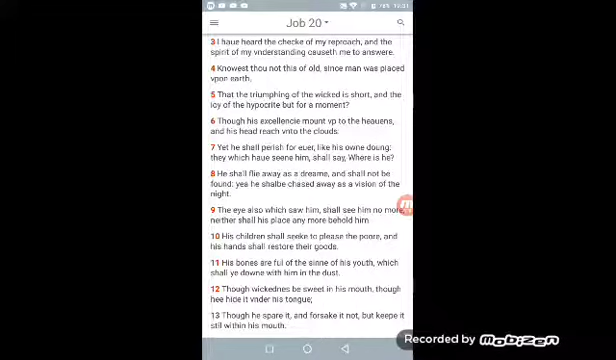 Job 20
3 I haue heard the checke of my reproach, and the
spirit of my vnderstanding causeth me to answere.
4 Knowest thou not this of old, since man was placed
vpon earth,
5 That the triumphing of the wicked is short, and the
ioy of the hypocrite but for a moment?
6 Though his excellencie mount vp to the heauens,
and his head reach vnto the clouds:
7 Yet he shall perish for euer, like his owne doung:
they which haue seene him, shall say, Where is he?
8 He shall flie away as a dreame, and shall not be
found: yea he shalbe chased away as a vision of the
night.
9 The eye also which saw him, shall see him no more;
neither shall his place any more behold him
10 His children shall seeke to please the poore, and
his hands shall restore their goods.
11 His bones are ful of the sinne of his youth, which
shall lye downe with him in the dust.
12 Though wickednes be sweet in his mouth, though
hee hide it vnder his tongue;
13 Though he spare it, and forsake it not, but keepe it
stil within his mouth:
Recorded by mobizen